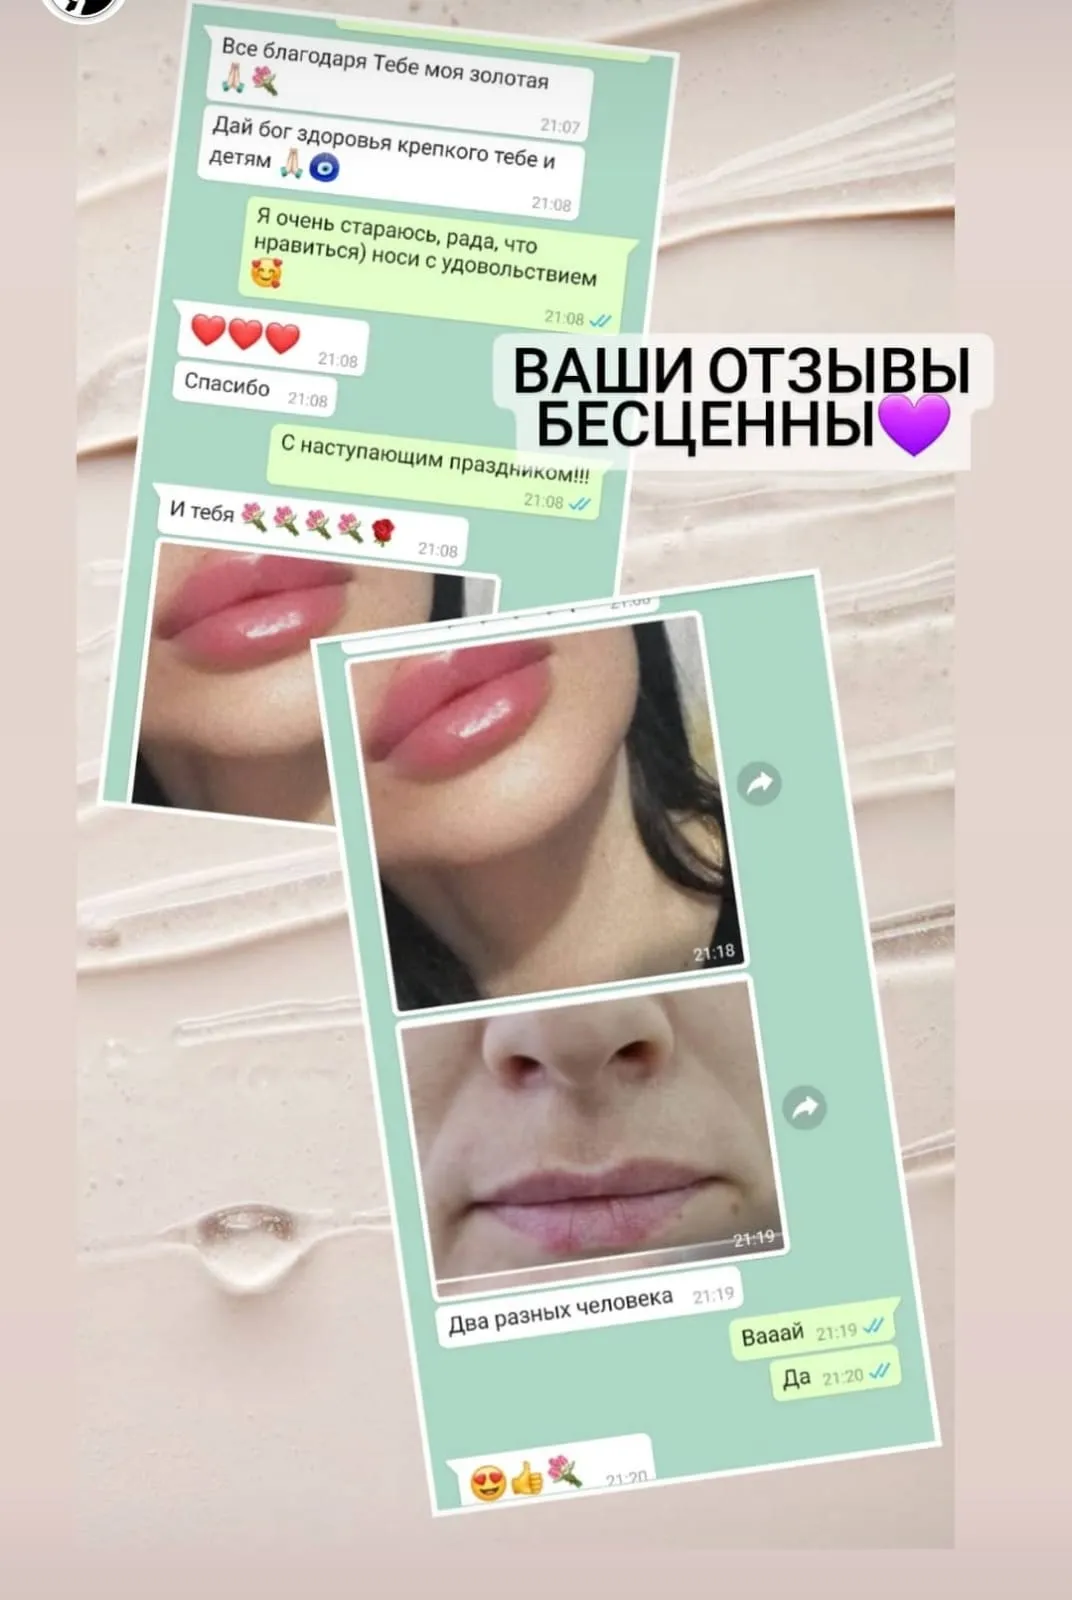 Все благодаря Тебе моя золотая
🙏🏻💐
21:07
Дай бог здоровья крепкого тебе и
детям 🙏🏻🧿
21:08
Я очень стараюсь, рада, что
нравиться) носи с удовольствием
🥰
21:08
❤️❤️❤️ 21:08
Спасибо 21:08
ВАШИ ОТЗЫВЫ
БЕСЦЕННЫ💜
С наступающим праздником!!!
21:08
И тебя 💐💐💐💐🌹 21:08
21:18
21:19
Два разных человека 21:19
Вааай 21:19
Да 21:20
😍👍💐 21:20